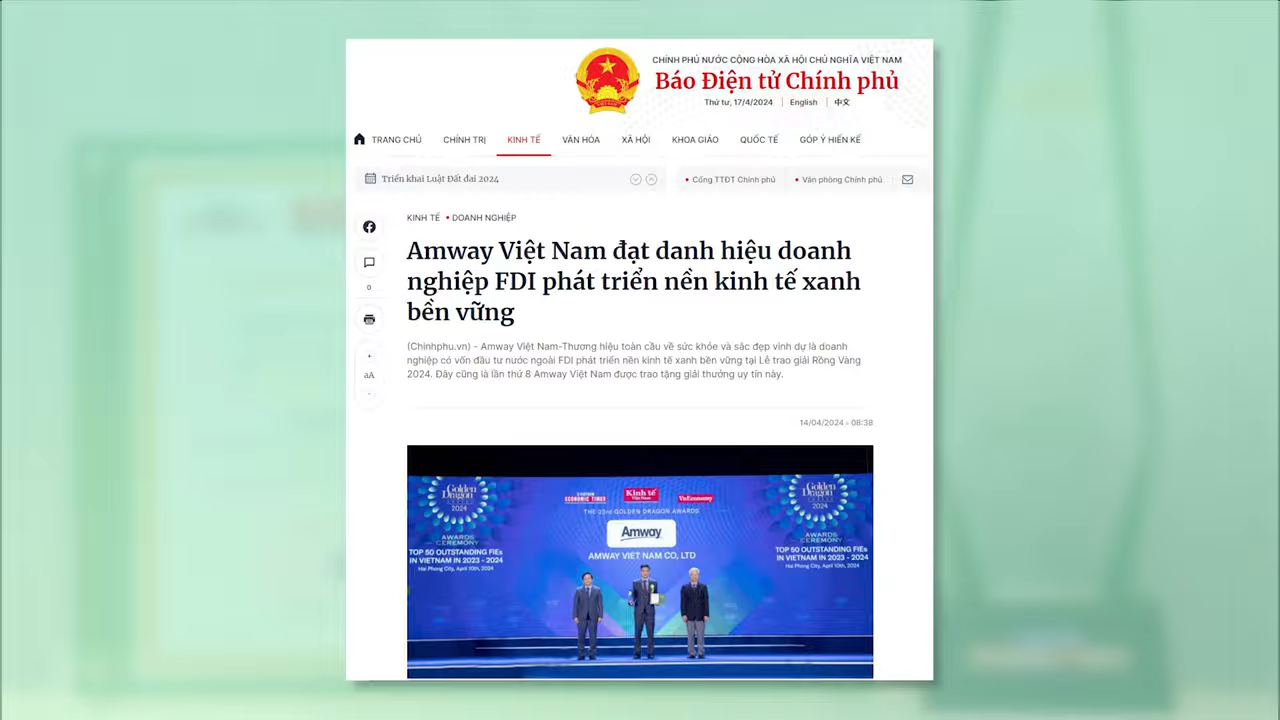 CHÍNH PHỦ NƯỚC CỘNG HÒA XÃ HỘI CHỦ NGHĨA VIỆT NAM
Báo Điện tử Chính phủ
Thứ tư, 17/4/2024 | English | 中文
TRANG CHỦ CHÍNH TRỊ KINH TẾ VĂN HÓA XÃ HỘI KHOA GIÁO QUỐC TẾ GÓP Ý HIẾN KẾ
Triển khai Luật Đất đai 2024 • Cổng TTĐT Chính phủ • Văn phòng Chính phủ
KINH TẾ • DOANH NGHIỆP
Amway Việt Nam đạt danh hiệu doanh
nghiệp FDI phát triển nền kinh tế xanh
bền vững
0
(Chinhphu.vn) - Amway Việt Nam-Thương hiệu toàn cầu về sức khỏe và sắc đẹp vinh dự là doanh
nghiệp có vốn đầu tư nước ngoài FDI phát triển nền kinh tế xanh bền vững tại Lễ trao giải Rồng Vàng
2024. Đây cũng là lần thứ 8 Amway Việt Nam được trao tặng giải thưởng uy tín này.
+
aA
-
14/04/2024 - 08:38
Golden
Dragon
2024
AWARDS
CEREMONY
TOP 50 OUTSTANDING FIEs
IN VIETNAM IN 2023 - 2024
Hai Phong City, April 10th, 2024
ECONOMIC TIMES Kinh tế Việt Nam VnEconomy
THE 23rd GOLDEN DRAGON AWARDS
Amway
AMWAY VIET NAM CO., LTD
Golden
Dragon
2024
AWARDS
CEREMONY
TOP 50 OUTSTANDING FIEs
IN VIETNAM IN 2023 - 2024
Hai Phong City, April 10th, 2024